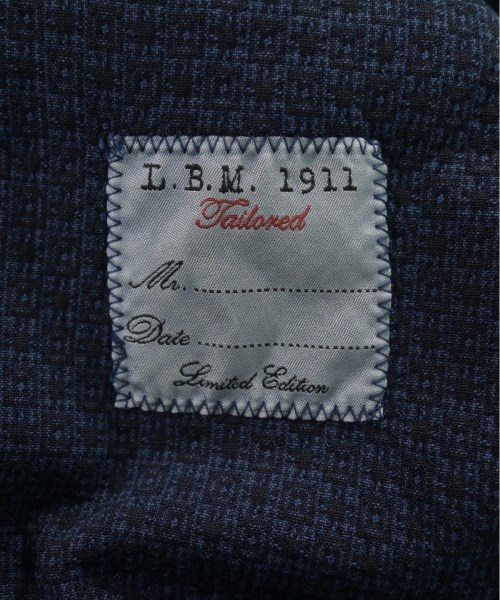 L.B.M. 1911
Tailored
Mr. ..............................
Date ..............................
Limited Edition